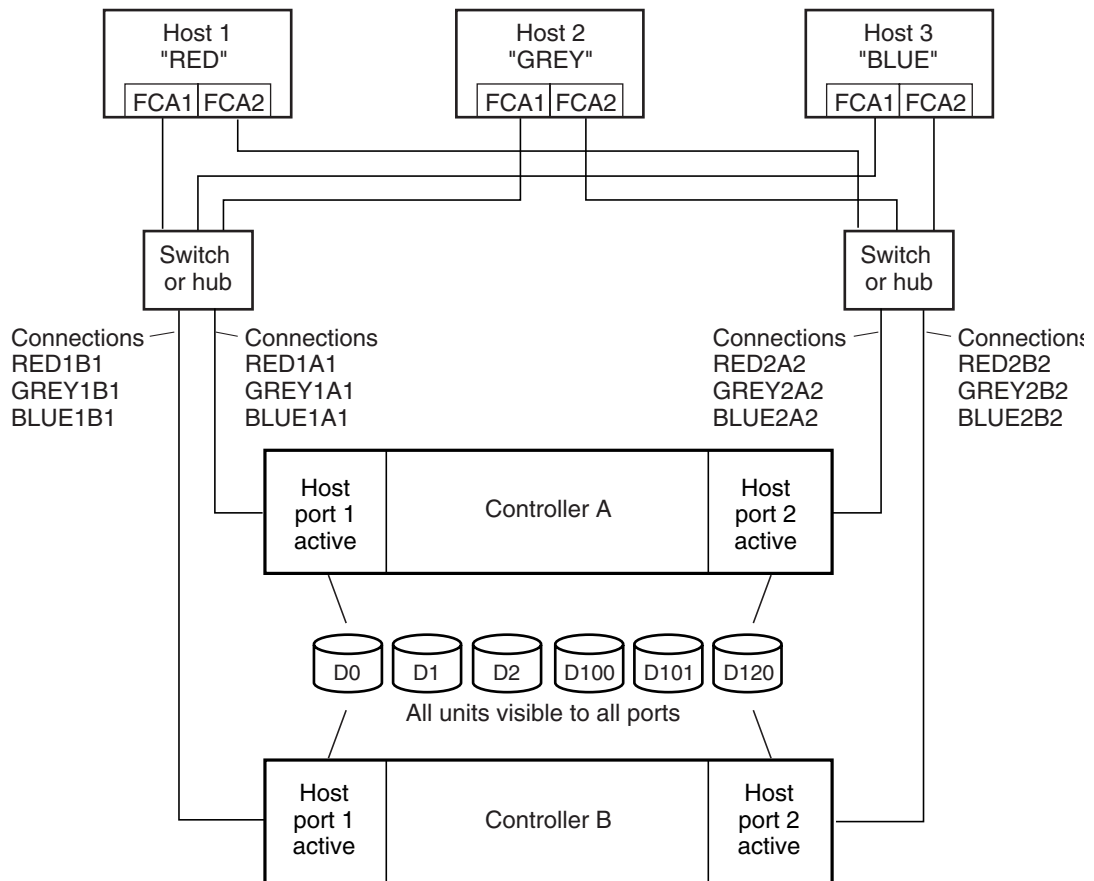 Host 1
"RED"
FCA1 FCA2
Host 2
"GREY"
FCA1 FCA2
Host 3
"BLUE"
FCA1 FCA2
Switch
or hub
Switch
or hub
Connections
RED1B1
GREY1B1
BLUE1B1
Connections
RED1A1
GREY1A1
BLUE1A1
Connections
RED2A2
GREY2A2
BLUE2A2
Connections
RED2B2
GREY2B2
BLUE2B2
Host
port 1
active
Controller A
Host
port 2
active
D0 D1 D2 D100 D101 D120
All units visible to all ports
Host
port 1
active
Controller B
Host
port 2
active